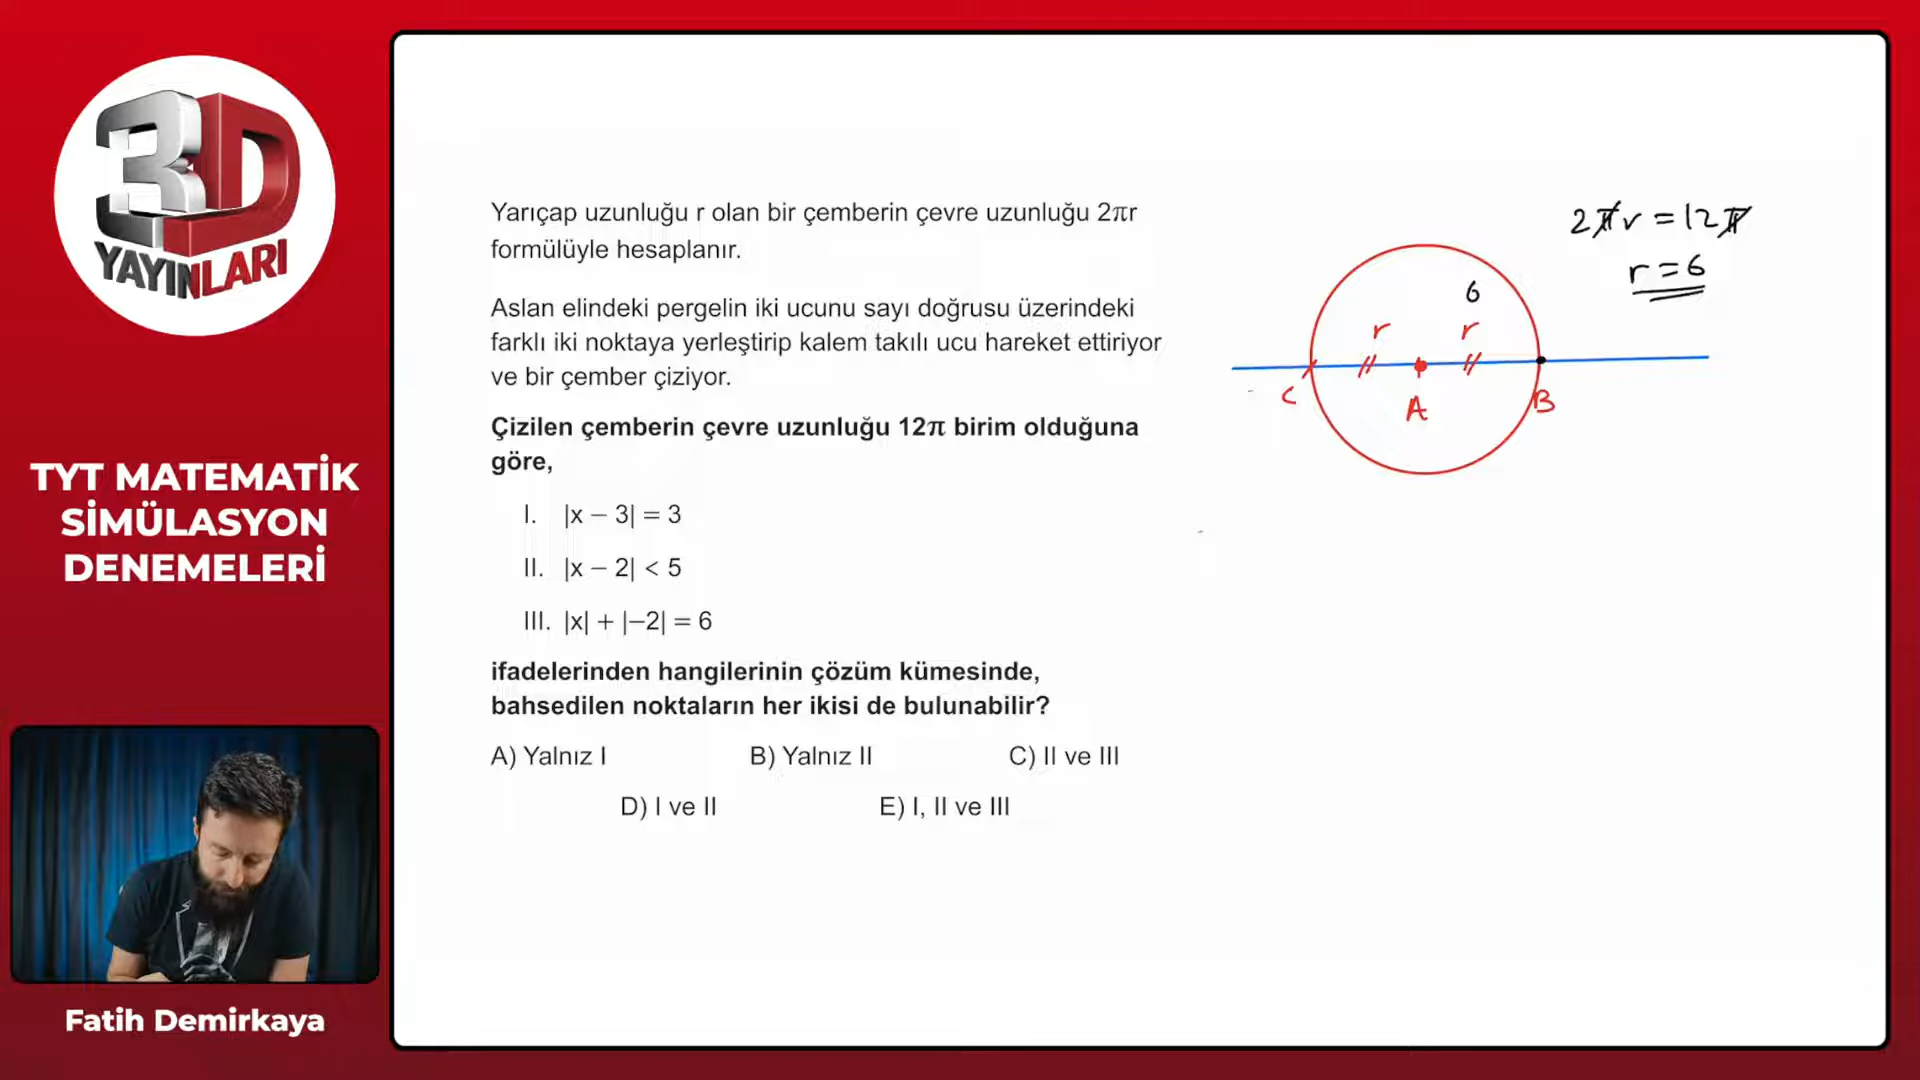 3D
YAYINLARI
TYT MATEMATİK
SİMÜLASYON
DENEMELERİ
Fatih Demirkaya
Yarıçap uzunluğu r olan bir çemberin çevre uzunluğu 2πr
formülüyle hesaplanır.
Aslan elindeki pergelin iki ucunu sayı doğrusu üzerindeki
farklı iki noktaya yerleştirip kalem takılı ucu hareket ettiriyor
ve bir çember çiziyor.
Çizilen çemberin çevre uzunluğu 12π birim olduğuna
göre,
I. |x − 3| = 3
II. |x − 2| < 5
III. |x| + |−2| = 6
ifadelerinden hangilerinin çözüm kümesinde,
bahsedilen noktaların her ikisi de bulunabilir?
A) Yalnız I B) Yalnız II C) II ve III
D) I ve II E) I, II ve III
2πr = 12π
r = 6
6
r r
C A B